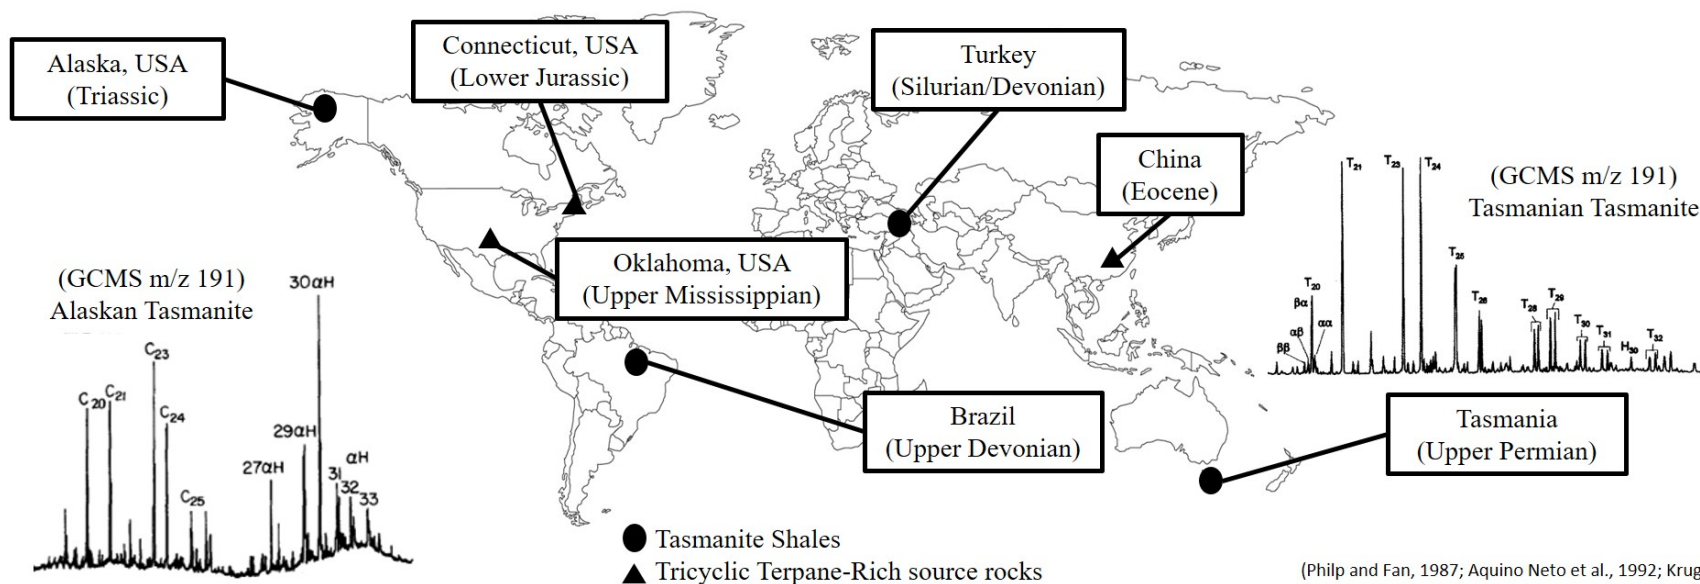 Alaska, USA
(Triassic)
Connecticut, USA
(Lower Jurassic)
Turkey
(Silurian/Devonian)
China
(Eocene)
Oklahoma, USA
(Upper Mississippian)
Brazil
(Upper Devonian)
Tasmania
(Upper Permian)
(GCMS m/z 191)
Alaskan Tasmanite
C20
C21
C23
C24
C25
27αH
29αH
30αH
31
αH
32
33
(GCMS m/z 191)
Tasmanian Tasmanite
T21
T23
T24
T25
T20
βα
αβ
αα
ββ
T26
T28
T29
T30
T31
H30
T32
Tasmanite Shales
Tricyclic Terpane-Rich source rocks
(Philp and Fan, 1987; Aquino Neto et al., 1992; Krug